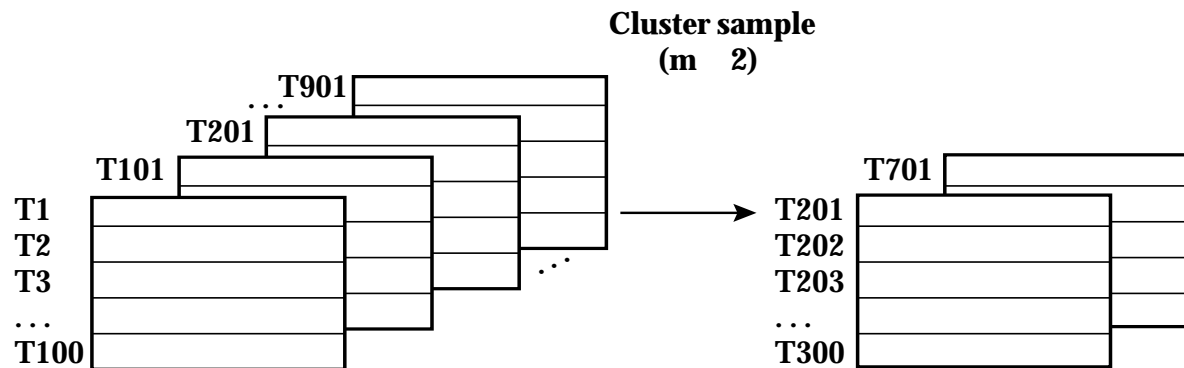 Cluster sample
(m 2)
T901
. . .
T201
T101
T1
T2
T3
. . .
T100
. . .
T701
T201
T202
T203
. . .
T300